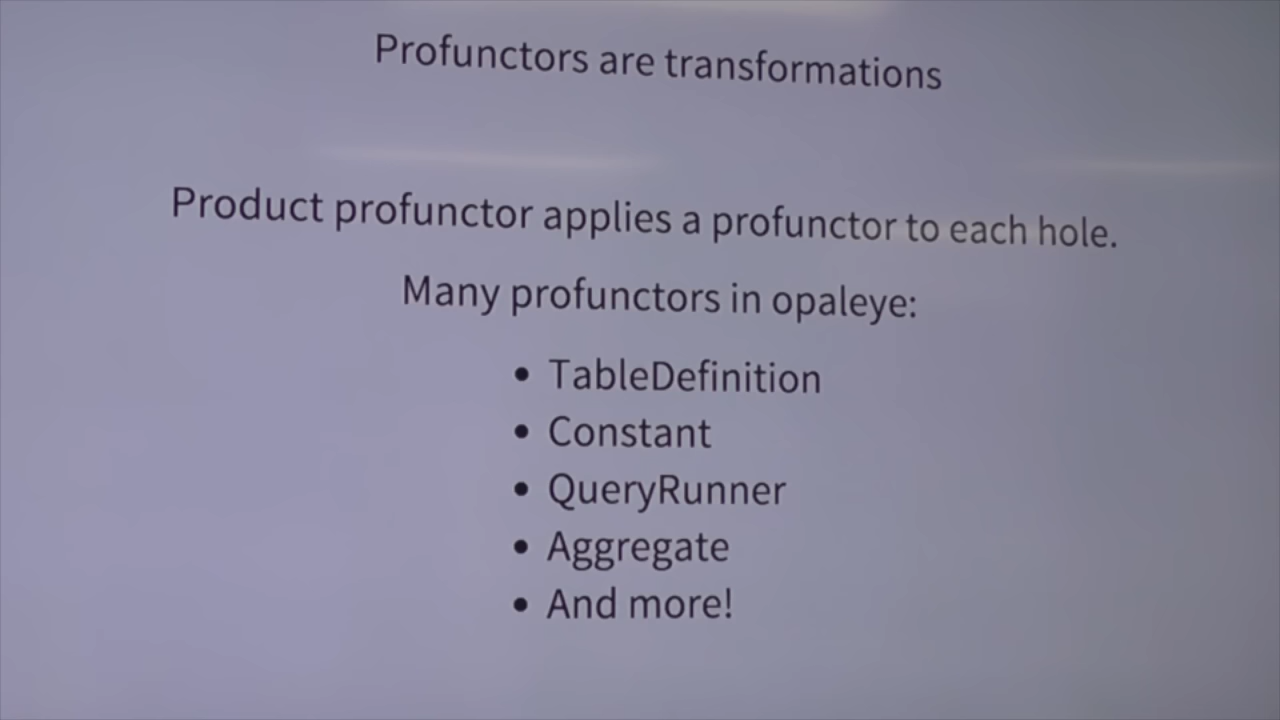 Profunctors are transformations
Product profunctor applies a profunctor to each hole.
Many profunctors in opaleye:
• TableDefinition
• Constant
• QueryRunner
• Aggregate
• And more!